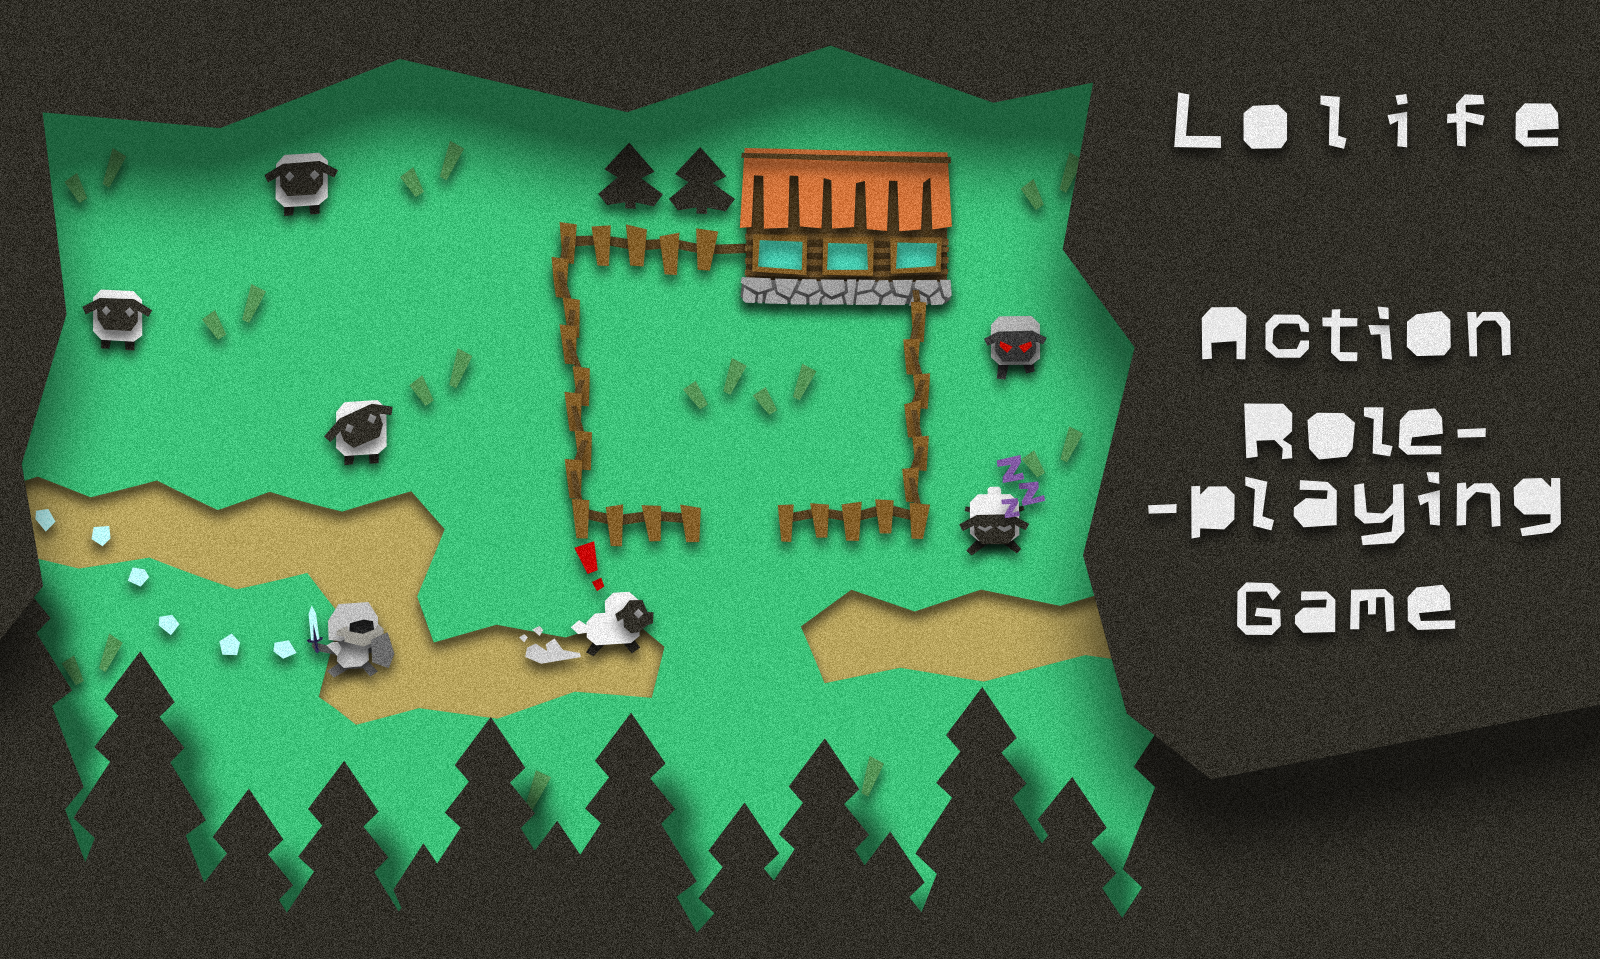 Lolife
Action
Role-
-playing
Game
z
z
z